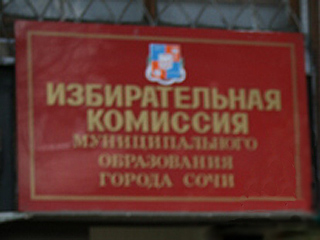 ИЗБИРАТЕЛЬНАЯ
КОМИССИЯ
МУНИЦИПАЛЬНОГО
ОБРАЗОВАНИЯ
ГОРОДА СОЧИ